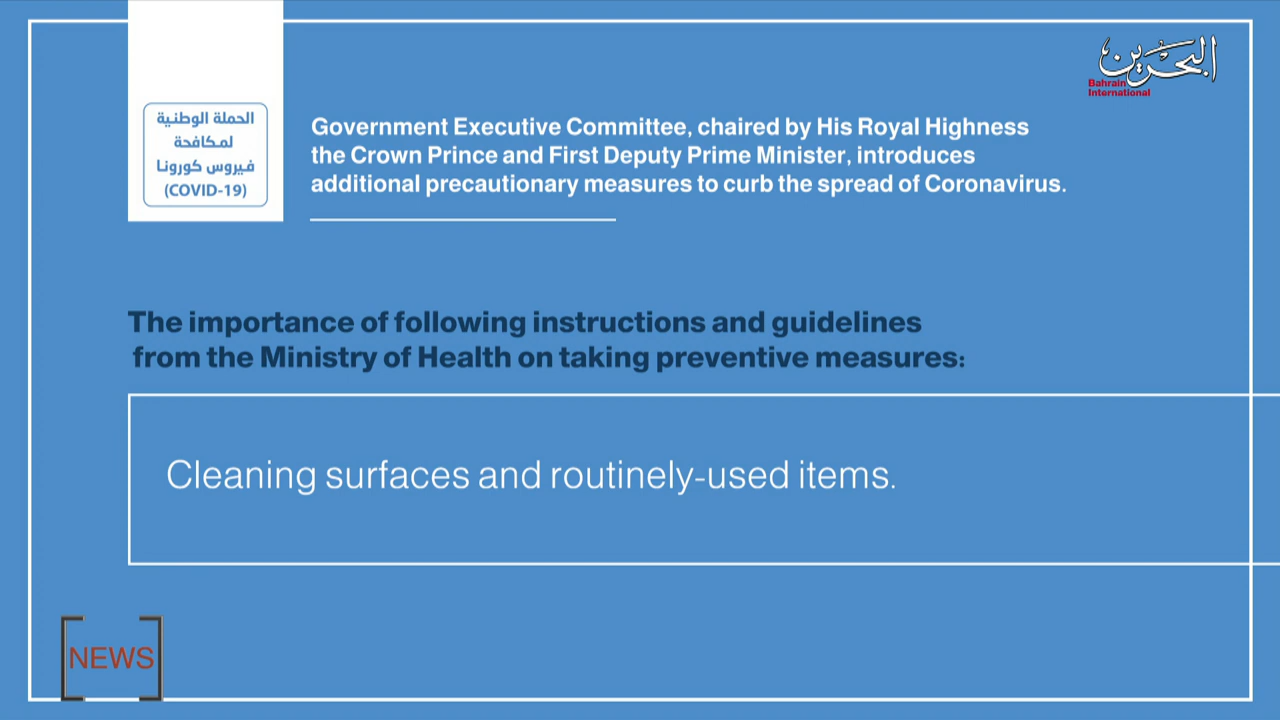 البحرين
Bahrain
International
الحملة الوطنية
لمكافحة
فيروس كورونا
(COVID-19)
Government Executive Committee, chaired by His Royal Highness
the Crown Prince and First Deputy Prime Minister, introduces
additional precautionary measures to curb the spread of Coronavirus.
The importance of following instructions and guidelines
from the Ministry of Health on taking preventive measures:
Cleaning surfaces and routinely-used items.
NEWS